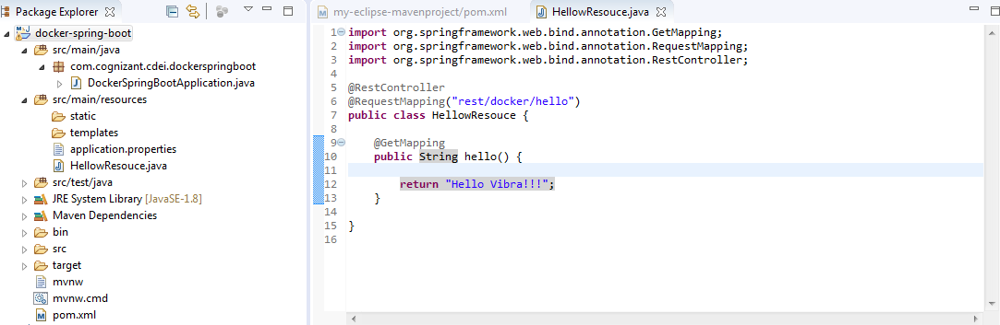 Package Explorer
docker-spring-boot
src/main/java
com.cognizant.cdei.dockerspringboot
DockerSpringBootApplication.java
src/main/resources
static
templates
application.properties
HellowResouce.java
src/test/java
JRE System Library [JavaSE-1.8]
Maven Dependencies
bin
src
target
mvnw
mvnw.cmd
pom.xml
my-eclipse-mavenproject/pom.xml
HellowResouce.java
1 import org.springframework.web.bind.annotation.GetMapping;
2 import org.springframework.web.bind.annotation.RequestMapping;
3 import org.springframework.web.bind.annotation.RestController;
4
5 @RestController
6 @RequestMapping("rest/docker/hello")
7 public class HellowResouce {
8
9 @GetMapping
10 public String hello() {
11
12 return "Hello Vibra!!!";
13 }
14
15 }
16